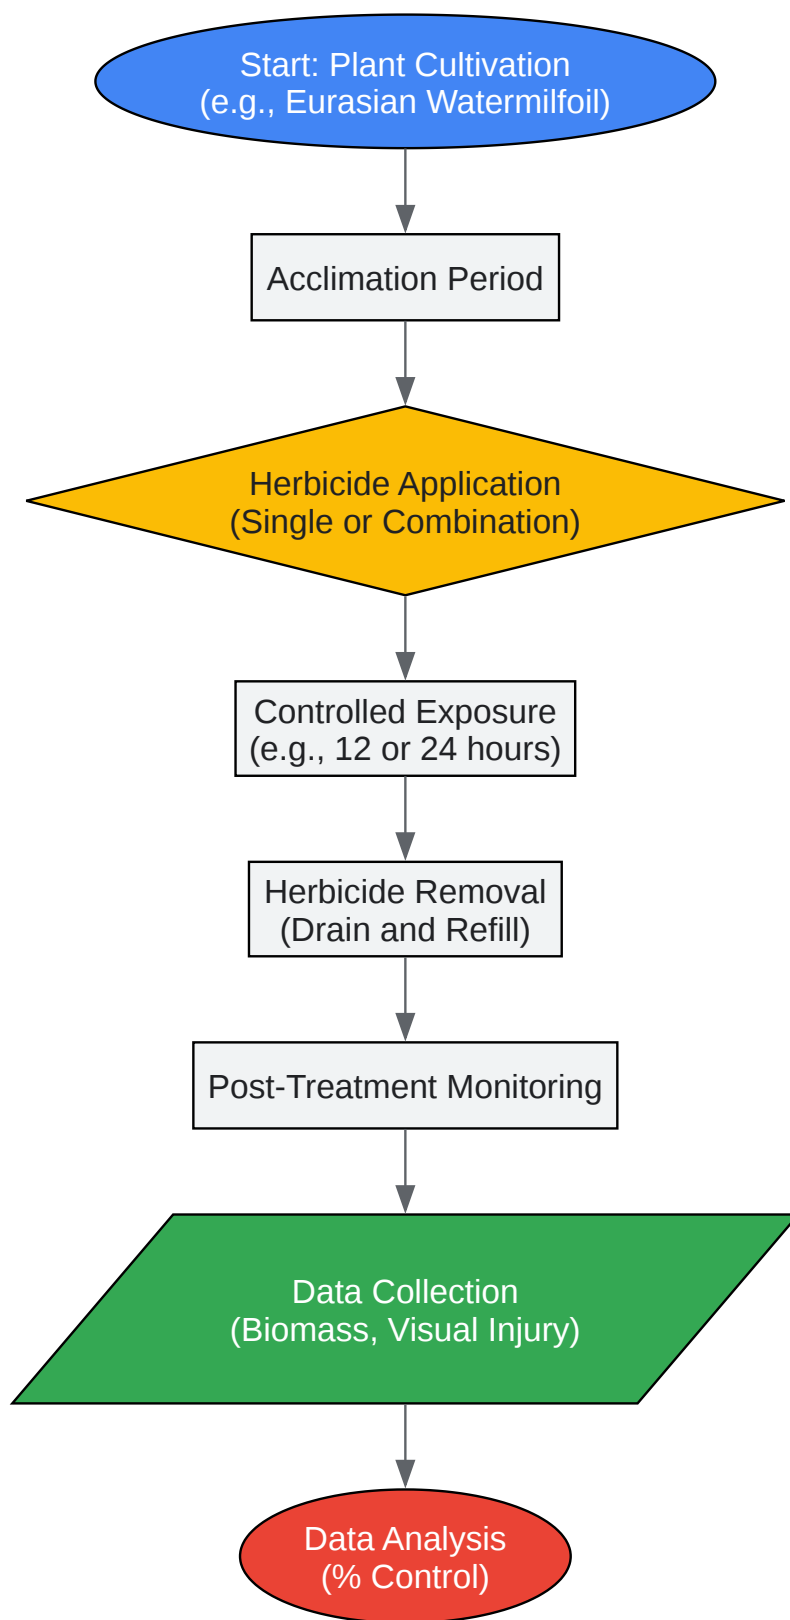 Start: Plant Cultivation
(e.g., Eurasian Watermilfoil)
Acclimation Period
Herbicide Application
(Single or Combination)
Controlled Exposure
(e.g., 12 or 24 hours)
Herbicide Removal
(Drain and Refill)
Post-Treatment Monitoring
Data Collection
(Biomass, Visual Injury)
Data Analysis
(% Control)